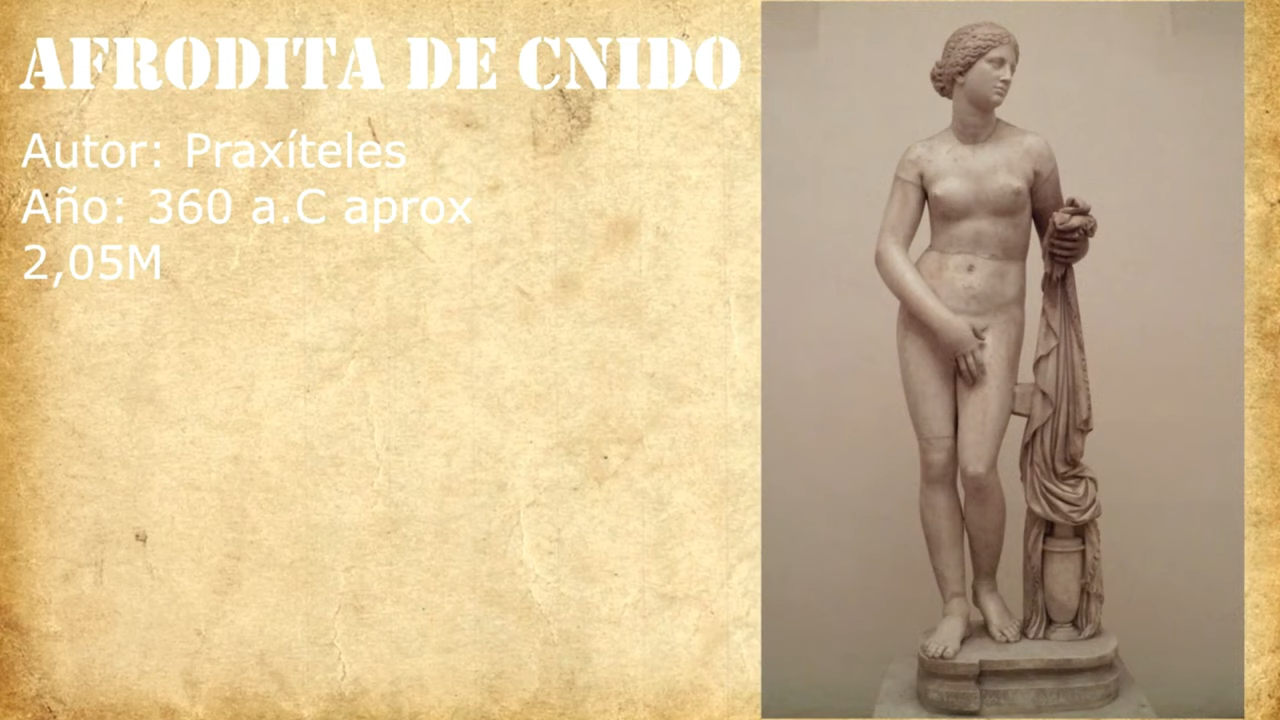 AFRODITA DE CNIDO
Autor: Praxíteles
Año: 360 a.C aprox
2,05M